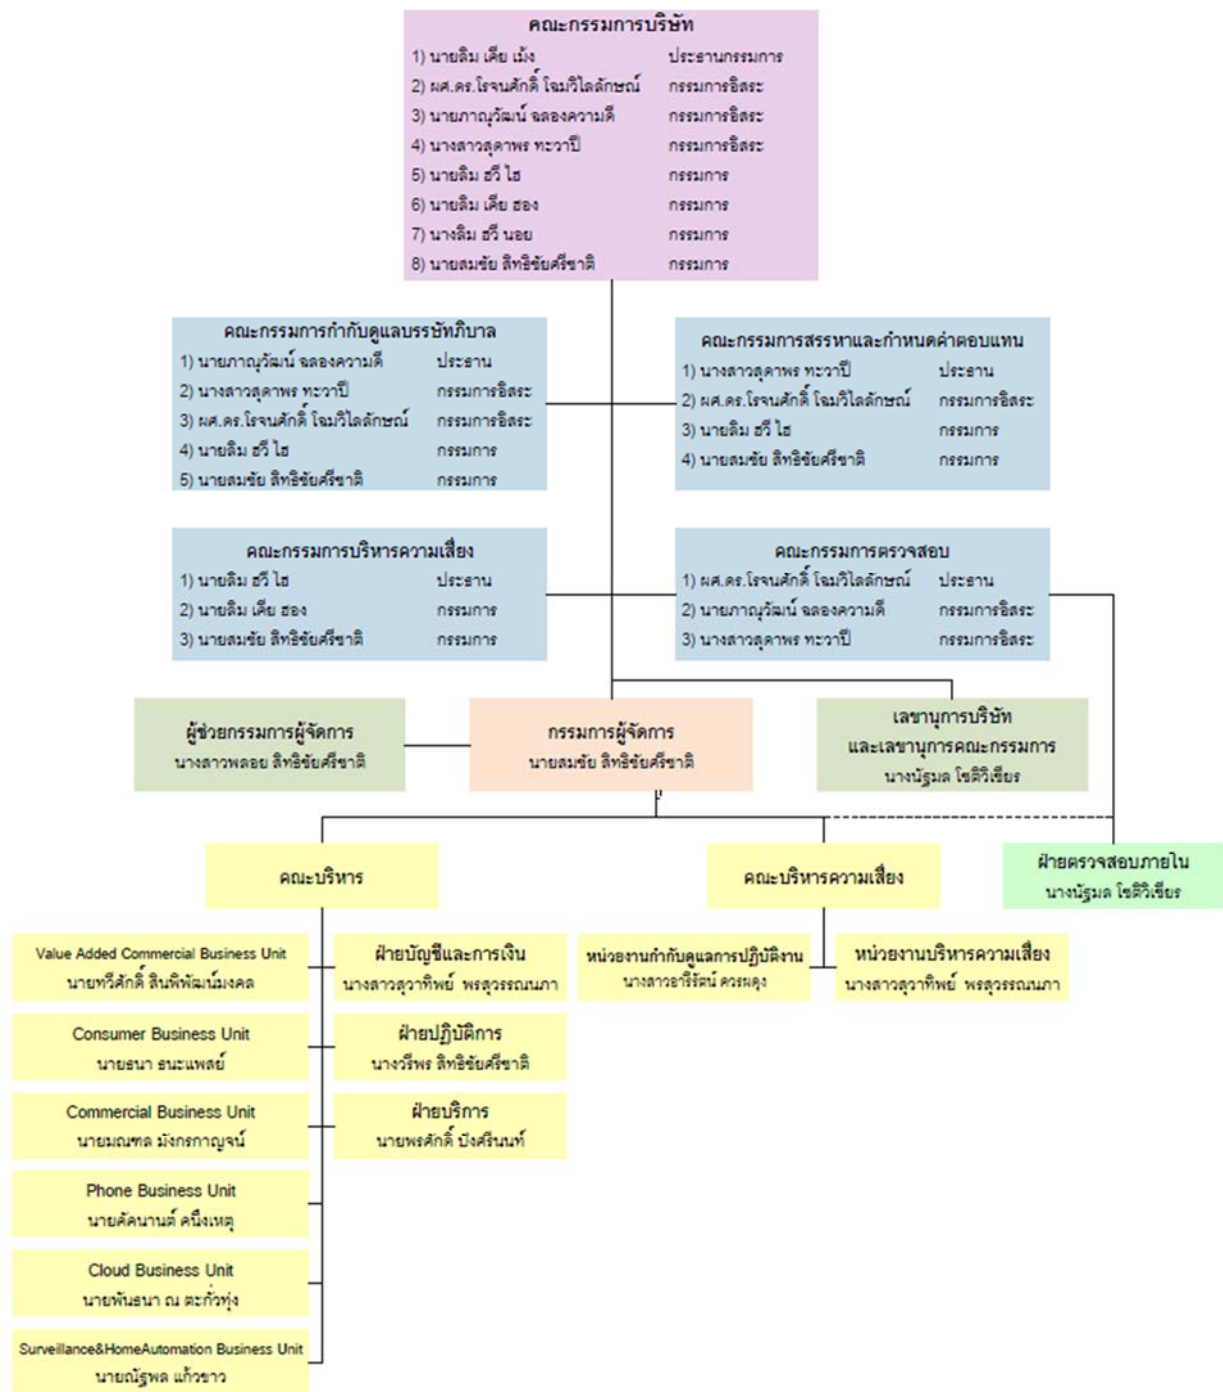 คณะกรรมการบริษัท
1) นายลิม เคีย เม้ง ประธานกรรมการ
2) ผศ.ดร.โรจนศักดิ์ โฉมวิไลลักษณ์ กรรมการอิสระ
3) นายภาณุวัฒน์ ฉลองความดี กรรมการอิสระ
4) นางสาวสุดาพร ทะวาปี กรรมการอิสระ
5) นายลิม ฮวี ไฮ กรรมการ
6) นายลิม เคีย ฮอง กรรมการ
7) นางลิม ฮวี นอย กรรมการ
8) นายสมชัย สิทธิชัยศรีชาติ กรรมการ
คณะกรรมการกำกับดูแลบรรษัทภิบาล
1) นายภาณุวัฒน์ ฉลองความดี ประธาน
2) นางสาวสุดาพร ทะวาปี กรรมการอิสระ
3) ผศ.ดร.โรจนศักดิ์ โฉมวิไลลักษณ์ กรรมการอิสระ
4) นายลิม ฮวี ไฮ กรรมการ
5) นายสมชัย สิทธิชัยศรีชาติ กรรมการ
คณะกรรมการสรรหาและกำหนดค่าตอบแทน
1) นางสาวสุดาพร ทะวาปี ประธาน
2) ผศ.ดร.โรจนศักดิ์ โฉมวิไลลักษณ์ กรรมการอิสระ
3) นายลิม ฮวี ไฮ กรรมการ
4) นายสมชัย สิทธิชัยศรีชาติ กรรมการ
คณะกรรมการบริหารความเสี่ยง
1) นายลิม ฮวี ไฮ ประธาน
2) นายลิม เคีย ฮอง กรรมการ
3) นายสมชัย สิทธิชัยศรีชาติ กรรมการ
คณะกรรมการตรวจสอบ
1) ผศ.ดร.โรจนศักดิ์ โฉมวิไลลักษณ์ ประธาน
2) นายภาณุวัฒน์ ฉลองความดี กรรมการอิสระ
3) นางสาวสุดาพร ทะวาปี กรรมการอิสระ
ผู้ช่วยกรรมการผู้จัดการ
นางสาวพลอย สิทธิชัยศรีชาติ
กรรมการผู้จัดการ
นายสมชัย สิทธิชัยศรีชาติ
เลขานุการบริษัท
และเลขานุการคณะกรรมการ
นางนัฐมล โชติวิเชียร
คณะบริหาร
คณะบริหารความเสี่ยง
ฝ่ายตรวจสอบภายใน
นางนัฐมล โชติวิเชียร
Value Added Commercial Business Unit
นายทวีศักดิ์ สินพิพัฒน์มงคล
ฝ่ายบัญชีและการเงิน
นางสาวสุวาทิพย์ พรสุวรรณนภา
หน่วยงานกำกับดูแลการปฏิบัติงาน
นางสาวอารีรัตน์ ควรผดุง
หน่วยงานบริหารความเสี่ยง
นางสาวสุวาทิพย์ พรสุวรรณนภา
Consumer Business Unit
นายธนา ธนะแพสย์
ฝ่ายปฏิบัติการ
นางวรีพร สิทธิชัยศรีชาติ
Commercial Business Unit
นายมณฑล มังกรกาญจน์
ฝ่ายบริการ
นายพรศักดิ์ ปังศรีนนท์
Phone Business Unit
นายคัคนานต์ คนึงเหตุ
Cloud Business Unit
นายพันธนา ณ ตะกั่วทุ่ง
Surveillance&HomeAutomation Business Unit
นายณัฐพล แก้วขาว